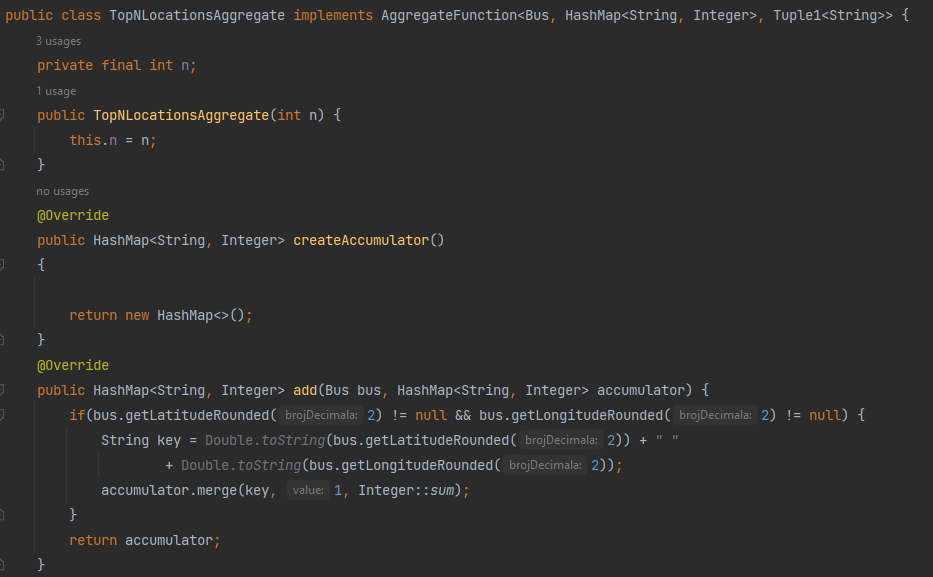 public class TopNLocationsAggregate implements AggregateFunction<Bus, HashMap<String, Integer>, Tuple1<String>> {
3 usages
private final int n;
1 usage
public TopNLocationsAggregate(int n) {
this.n = n;
}
no usages
@Override
public HashMap<String, Integer> createAccumulator()
{
return new HashMap<>();
}
@Override
public HashMap<String, Integer> add(Bus bus, HashMap<String, Integer> accumulator) {
if(bus.getLatitudeRounded( brojDecimala: 2) != null && bus.getLongitudeRounded( brojDecimala: 2) != null) {
String key = Double.toString(bus.getLatitudeRounded( brojDecimala: 2)) + " "
+ Double.toString(bus.getLongitudeRounded( brojDecimala: 2));
accumulator.merge(key, value: 1, Integer::sum);
}
return accumulator;
}